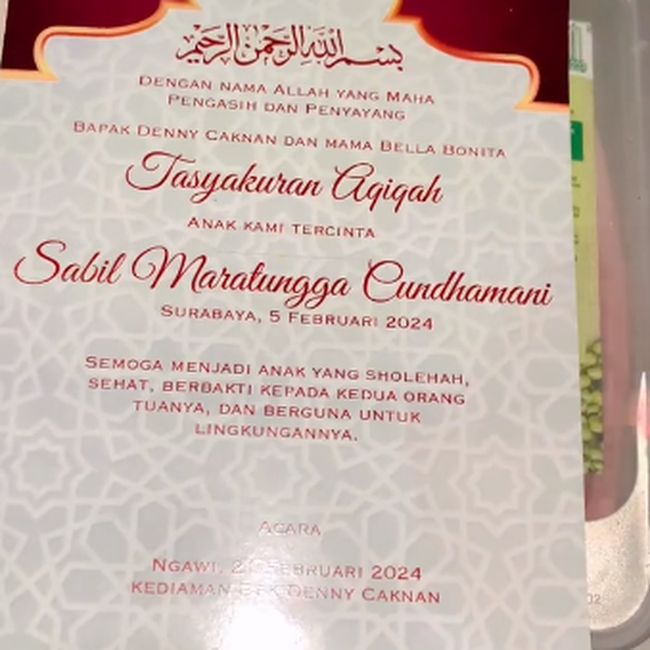 بسم الله الرحمن الرحيم
DENGAN NAMA ALLAH YANG MAHA
PENGASIH DAN PENYAYANG
BAPAK DENNY CAKNAN DAN MAMA BELLA BONITA
Tasyakuran Aqiqah
ANAK KAMI TERCINTA
Sabil Maratungga Cundhamani
SURABAYA, 5 FEBRUARI 2024
SEMOGA MENJADI ANAK YANG SHOLEHAH,
SEHAT, BERBAKTI KEPADA KEDUA ORANG
TUANYA, DAN BERGUNA UNTUK
LINGKUNGANNYA.
ACARA
NGAWI, FEBRUARI 2024
KEDIAMAN DENNY CAKNAN